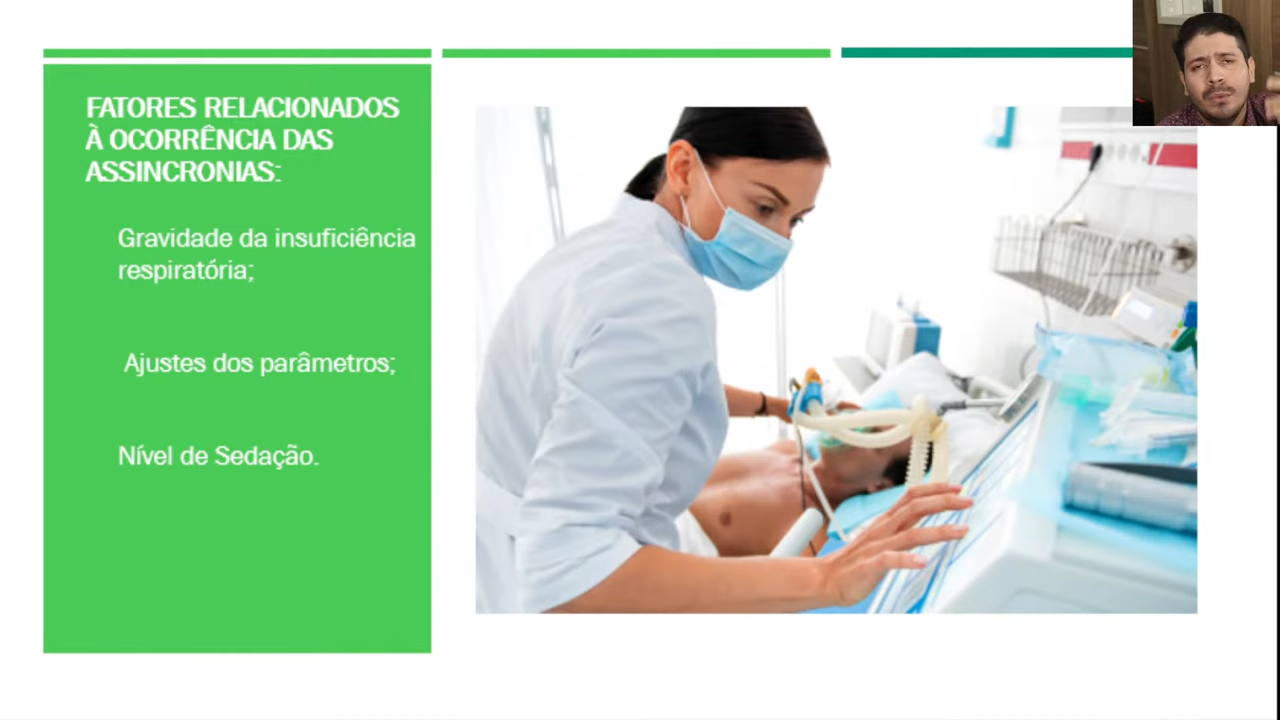 FATORES RELACIONADOS
À OCORRÊNCIA DAS
ASSINCRONIAS:
Gravidade da insuficiência
respiratória;
Ajustes dos parâmetros;
Nível de Sedação.